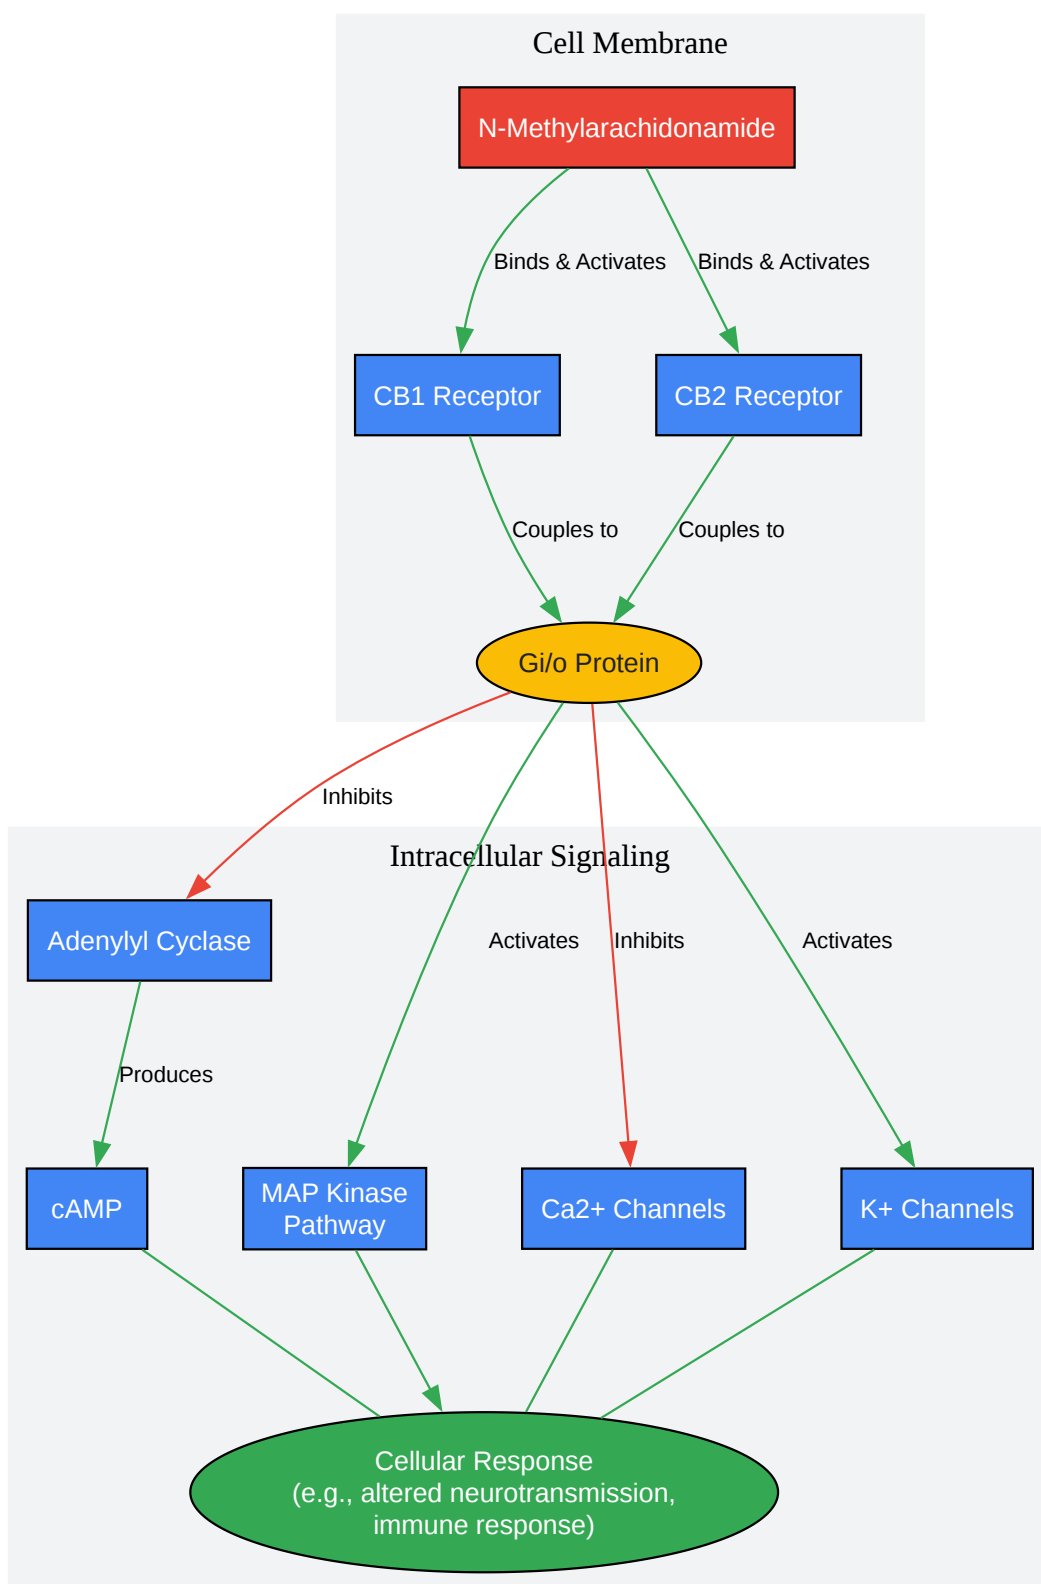 Cell Membrane
N-Methylarachidonamide
Binds & Activates
Binds & Activates
CB1 Receptor
CB2 Receptor
Couples to
Couples to
Gi/o Protein
Inhibits
Intracellular Signaling
Adenylyl Cyclase
Activates
Inhibits
Activates
Produces
cAMP
MAP Kinase
Pathway
Ca2+ Channels
K+ Channels
Cellular Response
(e.g., altered neurotransmission,
immune response)